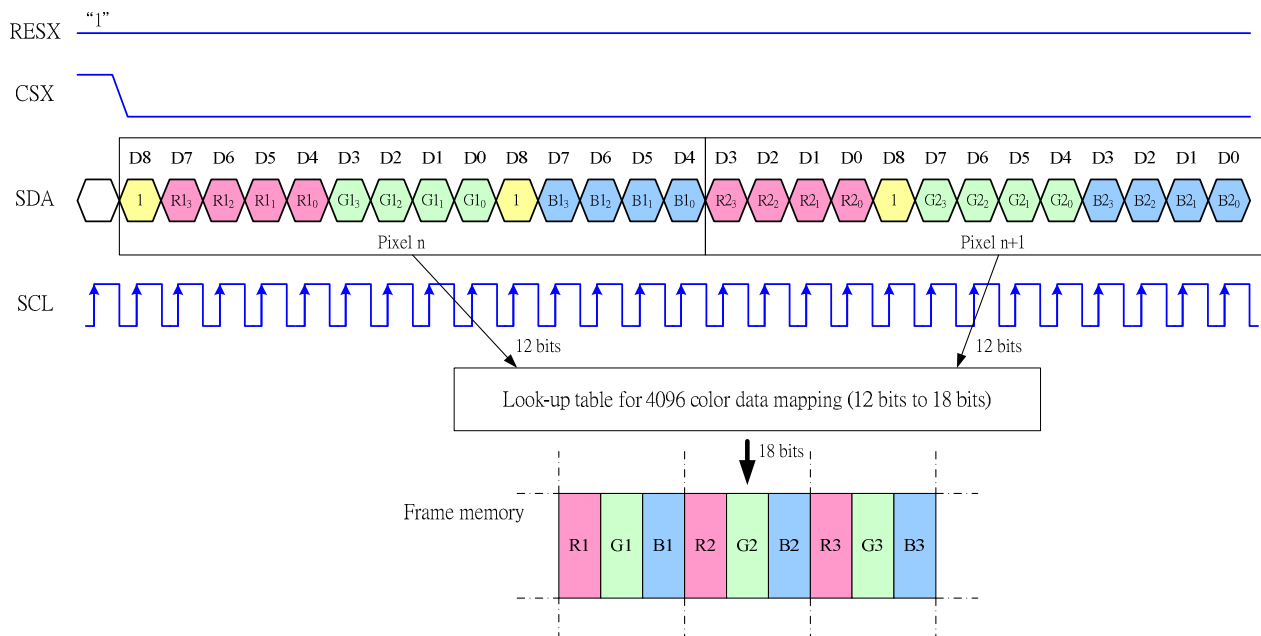 RESX “1”
CSX
D8 D7 D6 D5 D4 D3 D2 D1 D0 D8 D7 D6 D5 D4 D3 D2 D1 D0 D8 D7 D6 D5 D4 D3 D2 D1 D0
SDA 1 R1₃ R1₂ R1₁ R1₀ G1₃ G1₂ G1₁ G1₀ 1 B1₃ B1₂ B1₁ B1₀ R2₃ R2₂ R2₁ R2₀ 1 G2₃ G2₂ G2₁ G2₀ B2₃ B2₂ B2₁ B2₀
Pixel n Pixel n+1
SCL
12 bits 12 bits
Look-up table for 4096 color data mapping (12 bits to 18 bits)
18 bits
Frame memory
R1 G1 B1 R2 G2 B2 R3 G3 B3